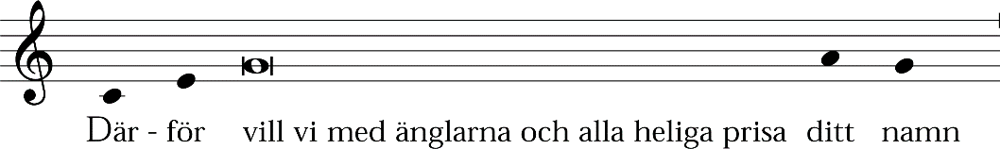 Där - för vill vi med änglarna och alla heliga prisa ditt namn